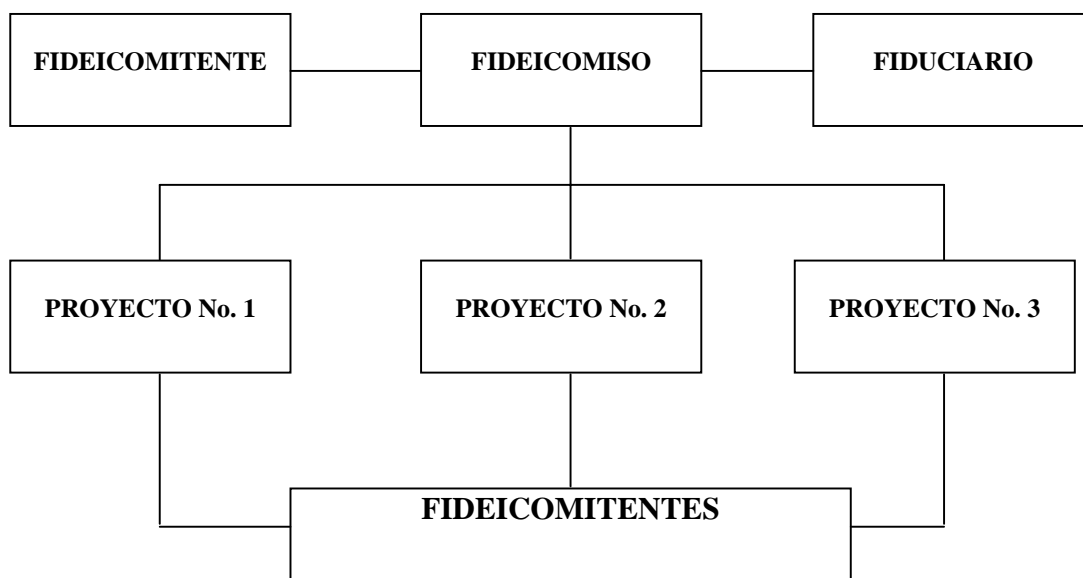 FIDEICOMITENTE
FIDEICOMISO
FIDUCIARIO
PROYECTO No. 1
PROYECTO No. 2
PROYECTO No. 3
FIDEICOMITENTES